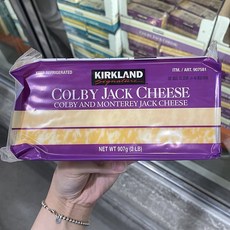 KIRKLAND
Signature
COLBY JACK CHEESE
COLBY AND MONTEREY JACK CHEESE
NET WT 907g (2 LB)